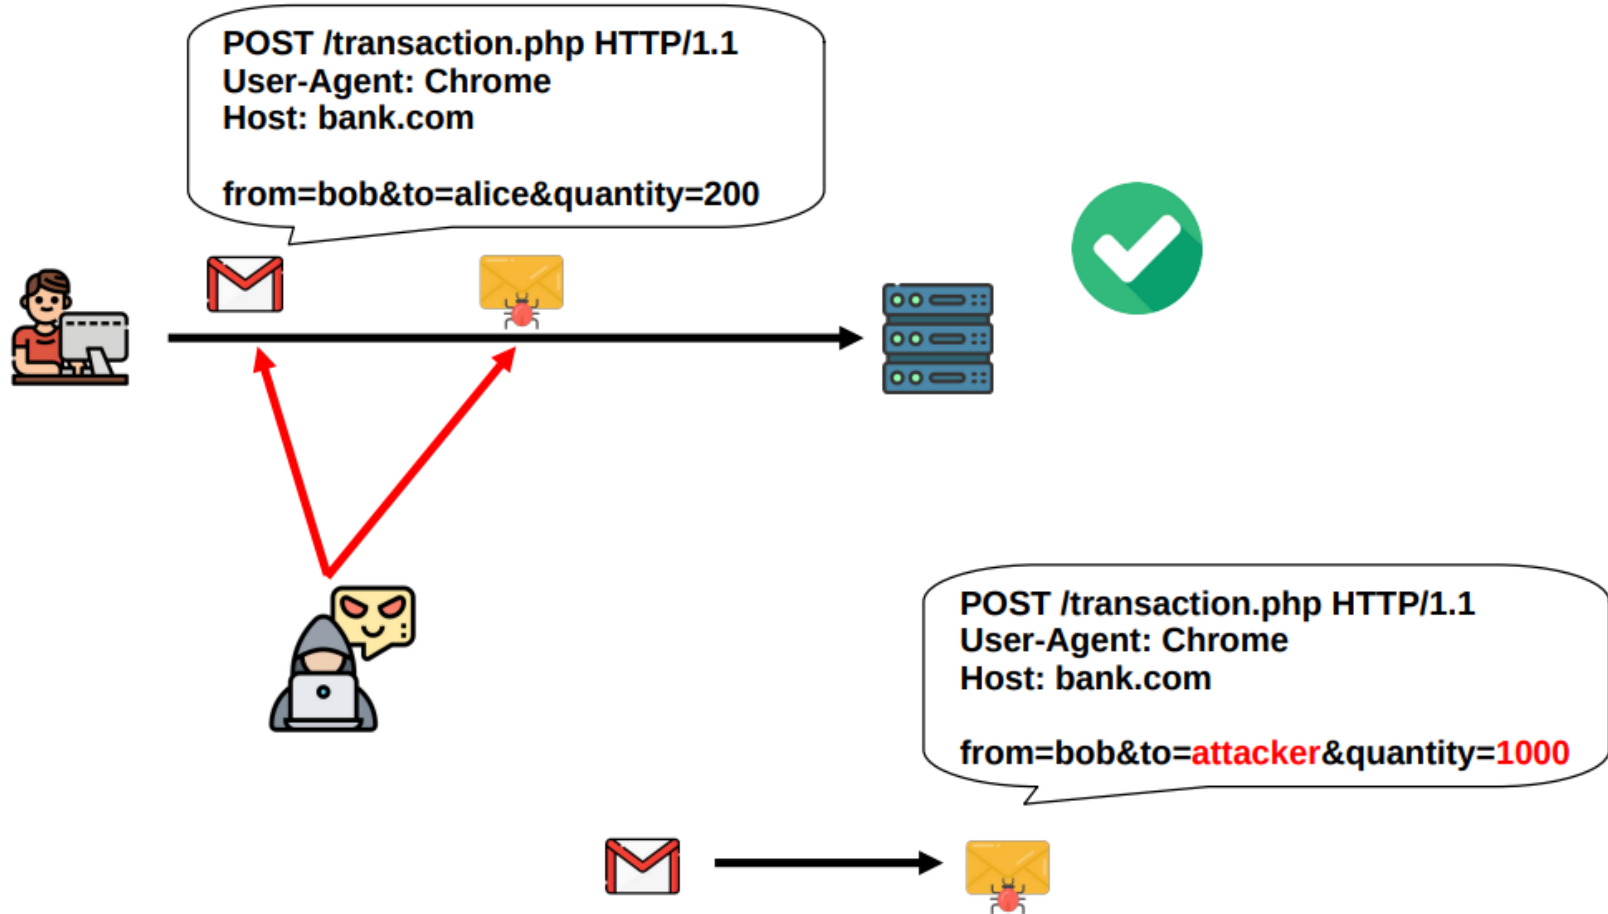 POST /transaction.php HTTP/1.1
User-Agent: Chrome
Host: bank.com
from=bob&to=alice&quantity=200
POST /transaction.php HTTP/1.1
User-Agent: Chrome
Host: bank.com
from=bob&to=attacker&quantity=1000